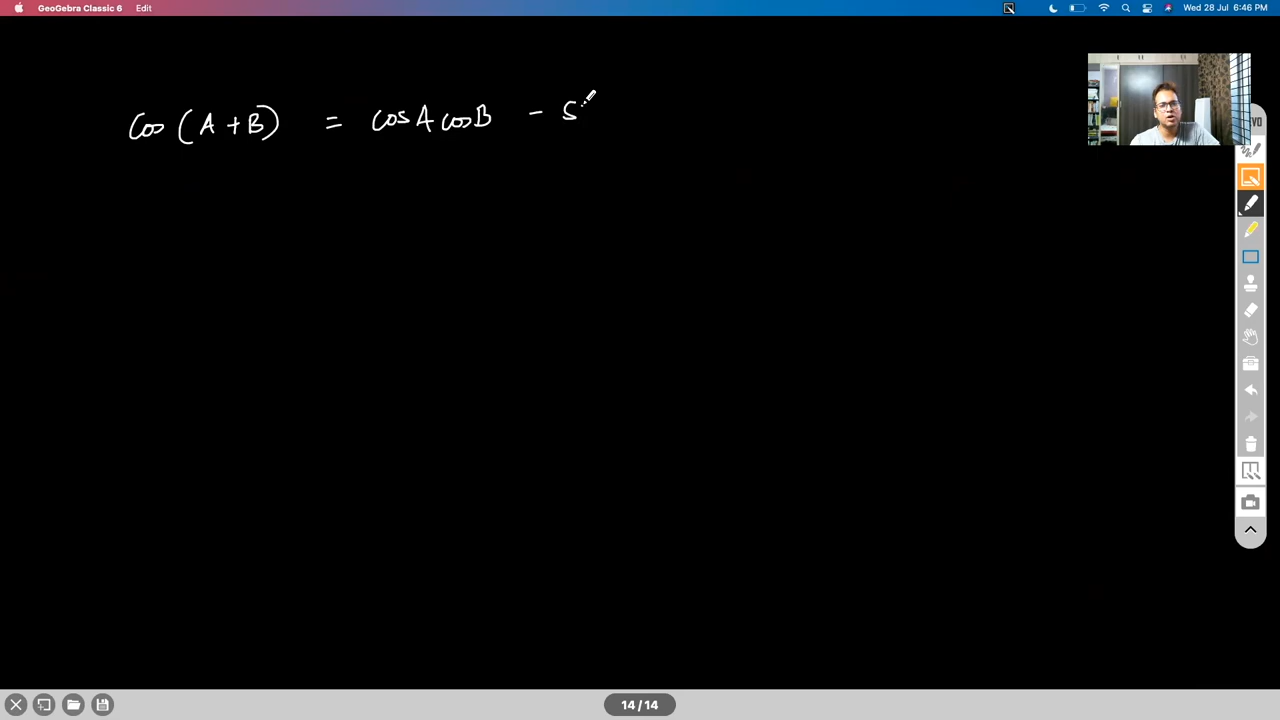 GeoGebra Classic 6 Edit Wed 28 Jul 6:46 PM
cos (A + B) = cos A cos B - s
14 / 14